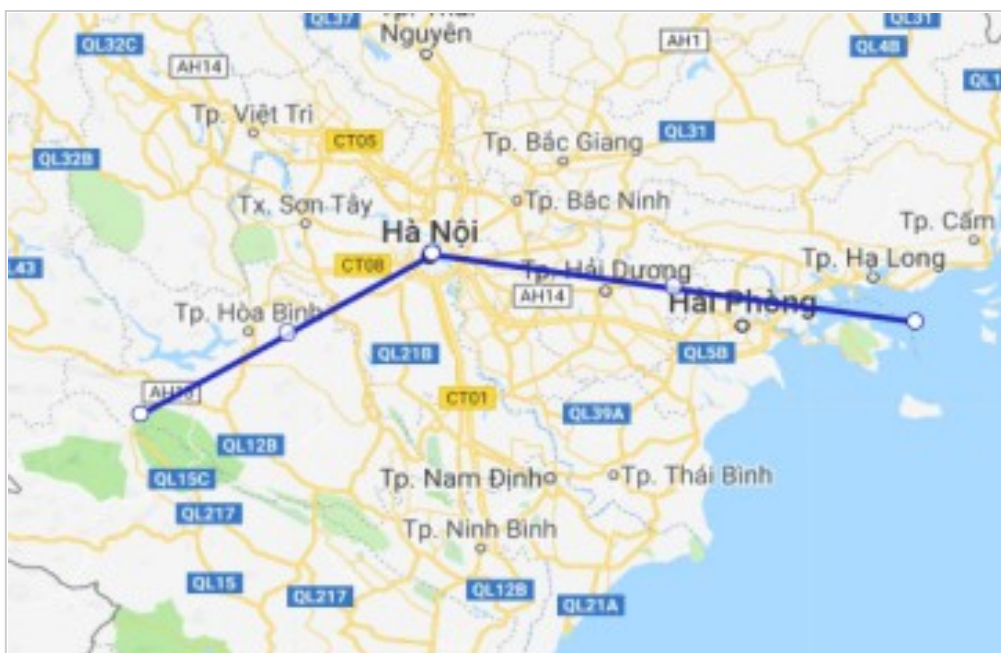 QL37
Tp. Thái
Nguyên
QL31
QL32C
AH1
QL4B
AH14
QL1
Tp. Việt Trì
CT05
QL31
Tp. Bắc Giang
QL32B
Tx. Sơn Tây
Tp. Bắc Ninh
Hà Nội
Tp. Cẩm
L43
CT08
Tp. Hải Dương
Tp. Hạ Long
AH14
Tp. Hòa Bình
Hải Phòng
QL21B
QL5B
CT01
QL39A
QL12B
QL15C
Tp. Nam Định
Tp. Thái Bình
QL217
Tp. Ninh Bình
QL15
QL217
QL12B
QL21A